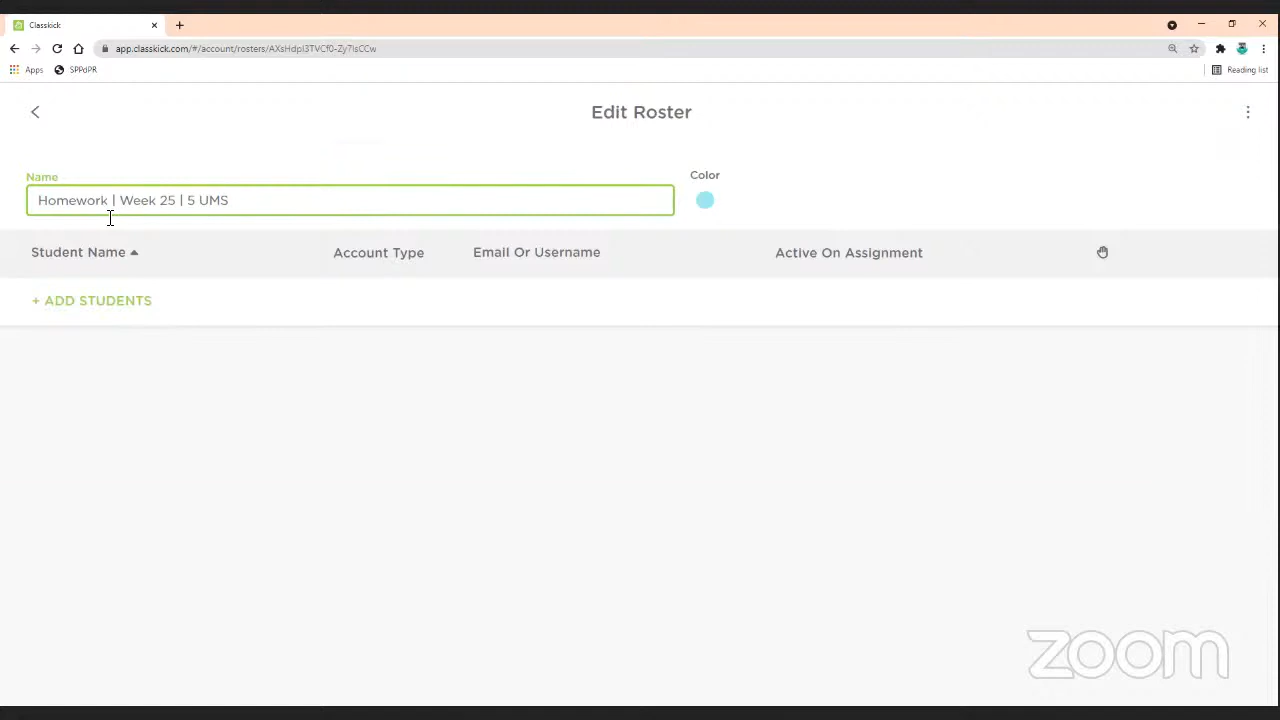 Classkick
app.classkick.com/#/account/rosters/AXsHdpI3TVCf0-Zy7IsCCw
Apps SPPdPR Reading list
Edit Roster
Name Color
Homework | Week 25 | 5 UMS
Student Name Account Type Email Or Username Active On Assignment
+ ADD STUDENTS
zoom